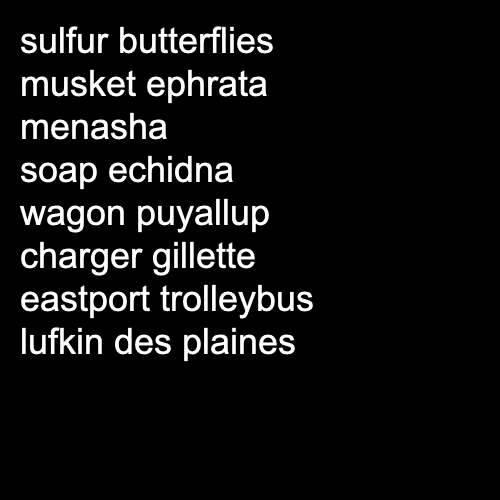 sulfur butterflies
musket ephrata
menasha
soap echidna
wagon puyallup
charger gillette
eastport trolleybus
lufkin des plaines